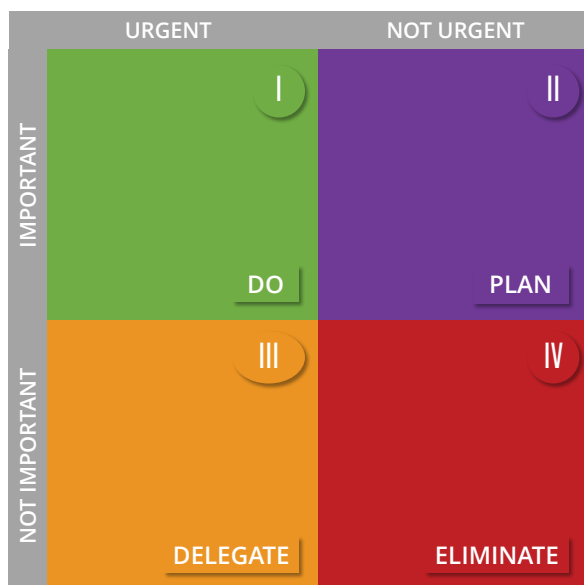 URGENT
NOT URGENT
IMPORTANT
I
II
DO
PLAN
NOT IMPORTANT
III
IV
DELEGATE
ELIMINATE